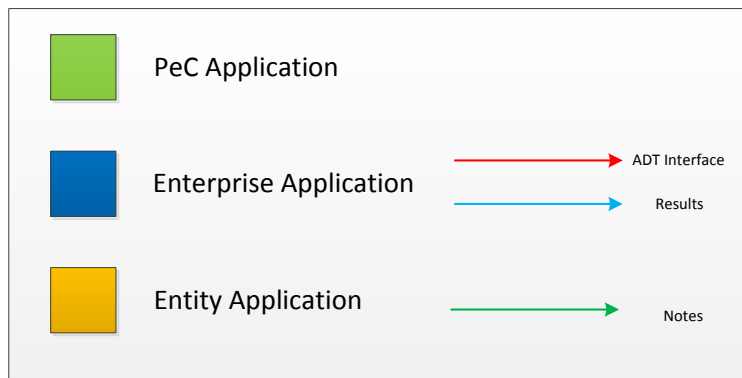 PeC Application
Enterprise Application
ADT Interface
Results
Entity Application
Notes